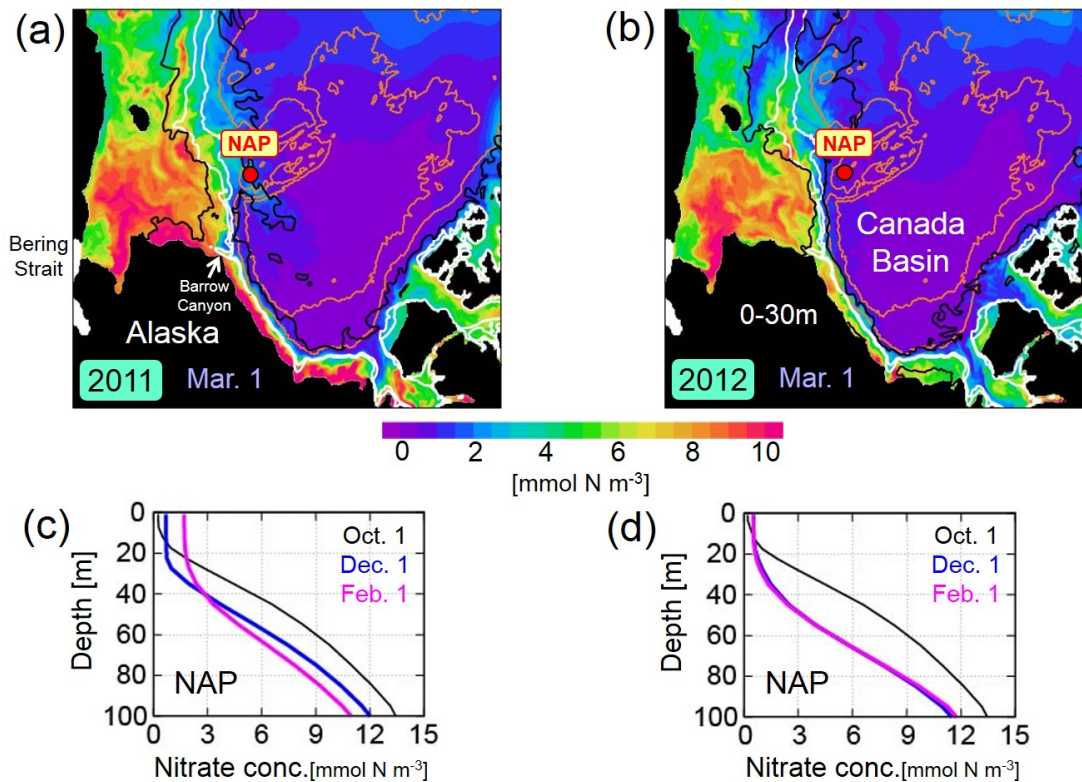 (a)
NAP
Bering
Strait
Barrow
Canyon
Alaska
2011 Mar. 1
(b)
NAP
Canada
Basin
0-30m
2012 Mar. 1
0 2 4 6 8 10
[mmol N m-3]
(c)
0
20
40
60
80
100
Depth [m]
Oct. 1
Dec. 1
Feb. 1
NAP
0 3 6 9 12 15
Nitrate conc.[mmol N m-3]
(d)
0
20
40
60
80
100
Depth [m]
Oct. 1
Dec. 1
Feb. 1
NAP
0 3 6 9 12 15
Nitrate conc.[mmol N m-3]